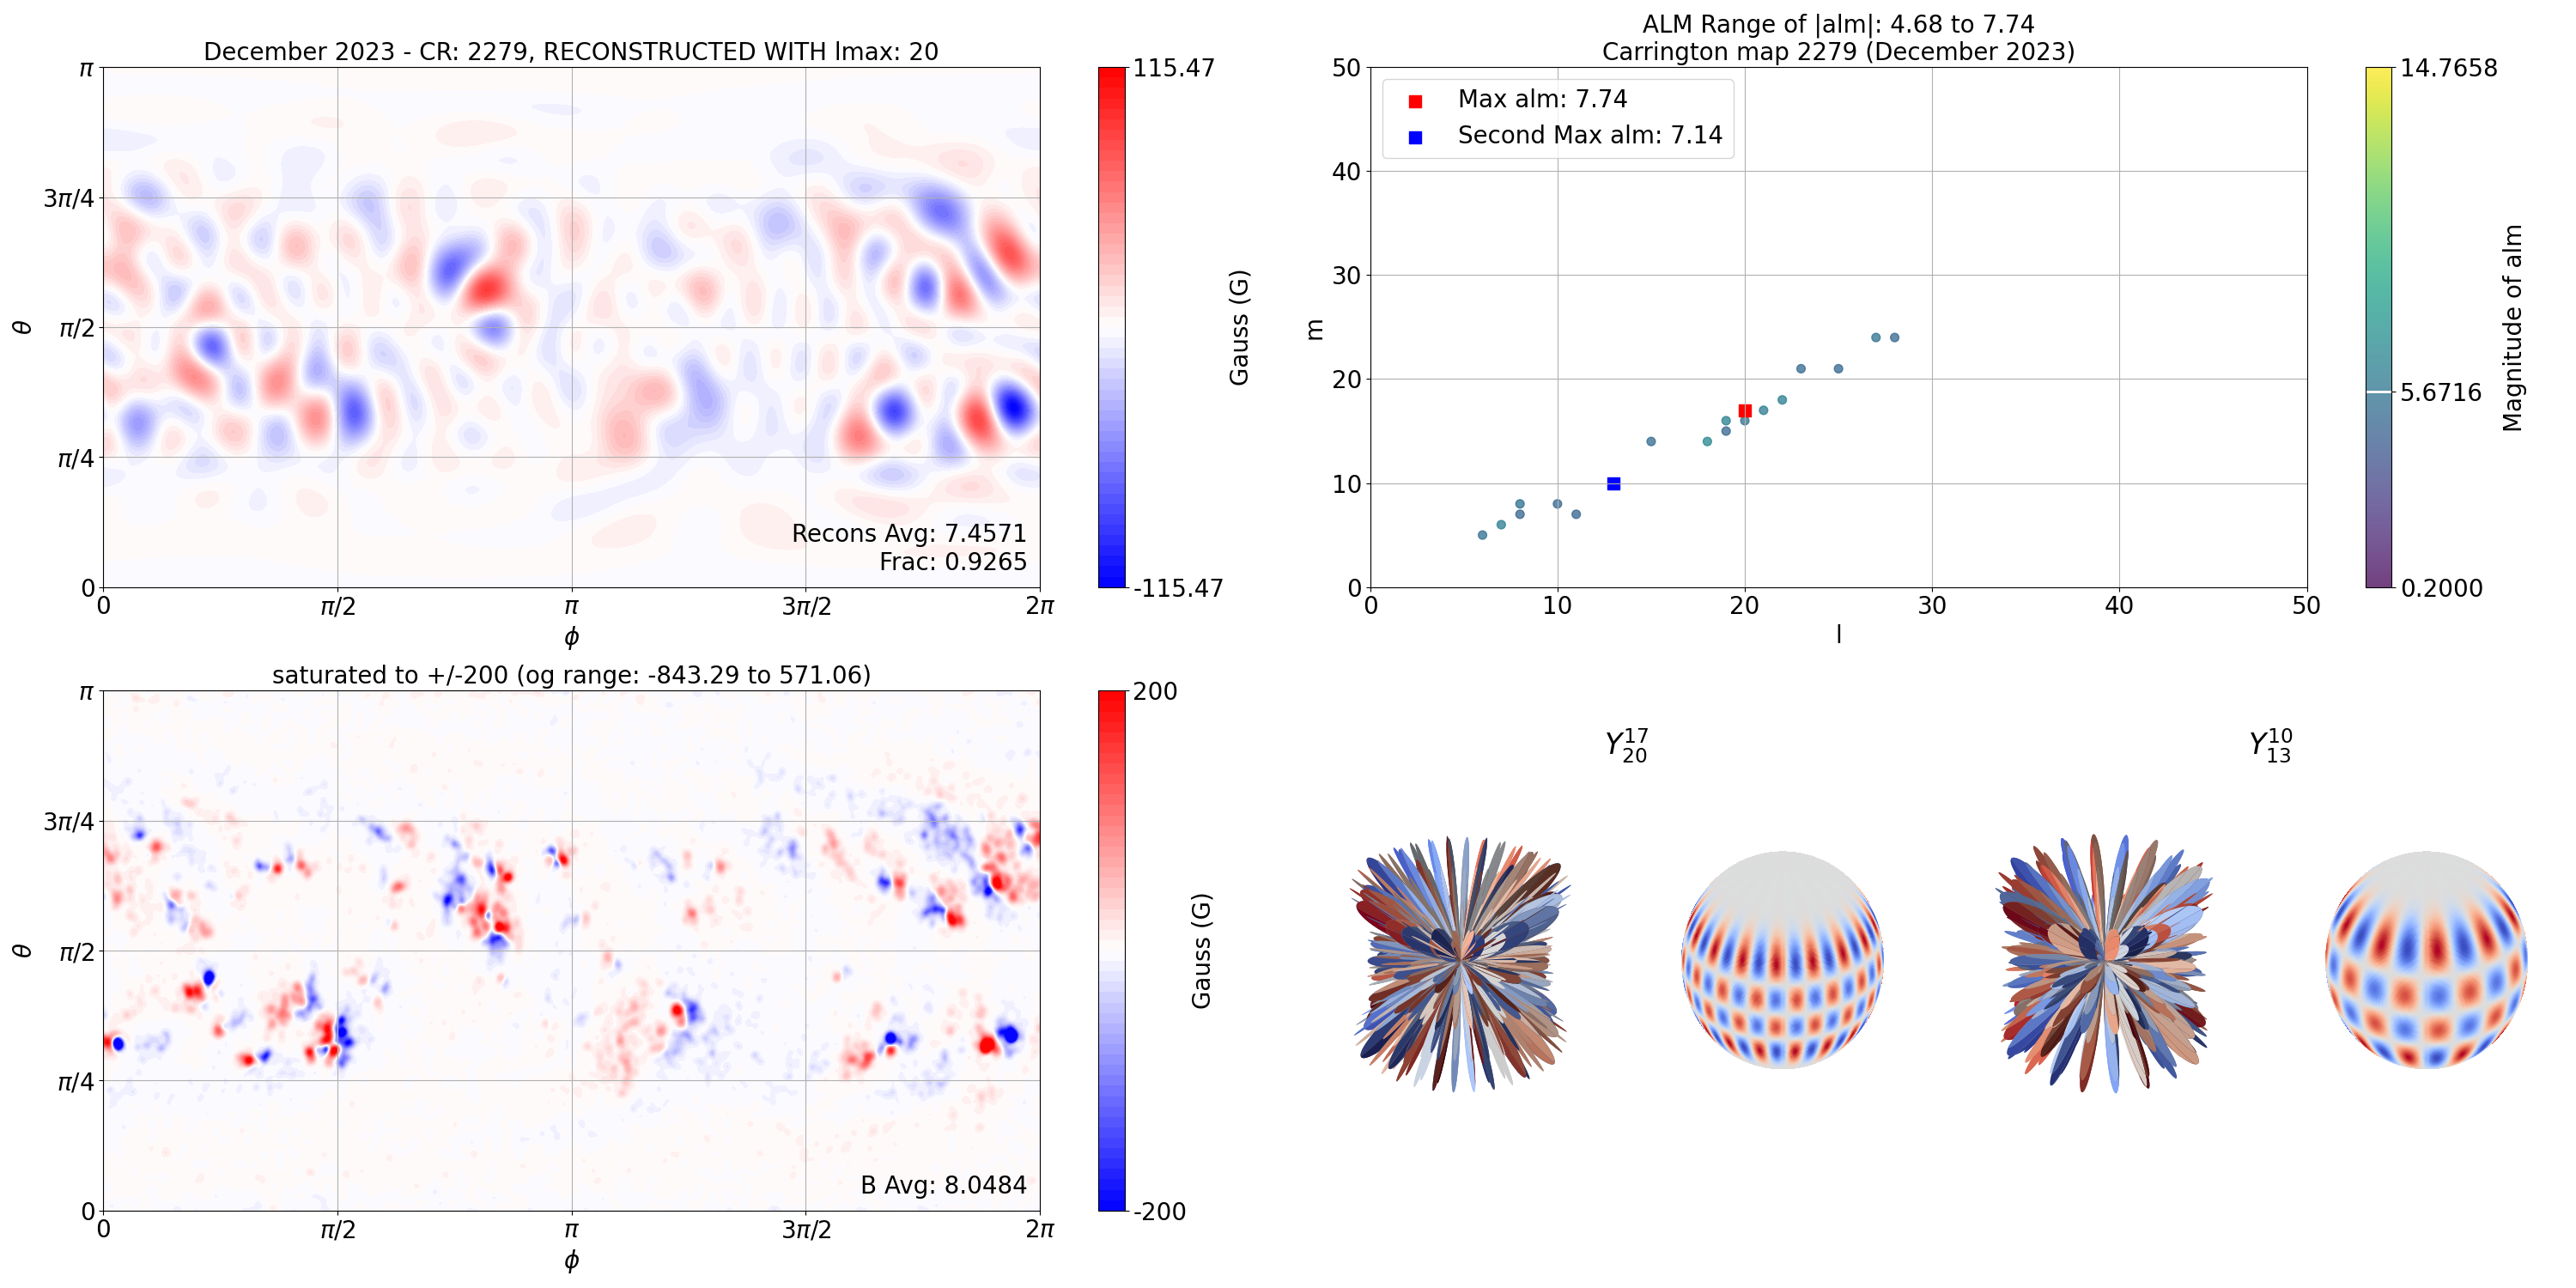 December 2023 - CR: 2279, RECONSTRUCTED WITH lmax: 20
π
3π/4
π/2
π/4
0
θ
0
π/2
π
3π/2
2π
ϕ
Recons Avg: 7.4571
Frac: 0.9265
115.47
-115.47
Gauss (G)
ALM Range of |alm|: 4.68 to 7.74
Carrington map 2279 (December 2023)
Max alm: 7.74
Second Max alm: 7.14
50
40
30
20
10
0
m
0
10
20
30
40
50
l
14.7658
5.6716
0.2000
Magnitude of alm
saturated to +/-200 (og range: -843.29 to 571.06)
π
3π/4
π/2
π/4
0
θ
0
π/2
π
3π/2
2π
ϕ
B Avg: 8.0484
200
-200
Gauss (G)
Y₂₀¹⁷
Y₁₃¹⁰